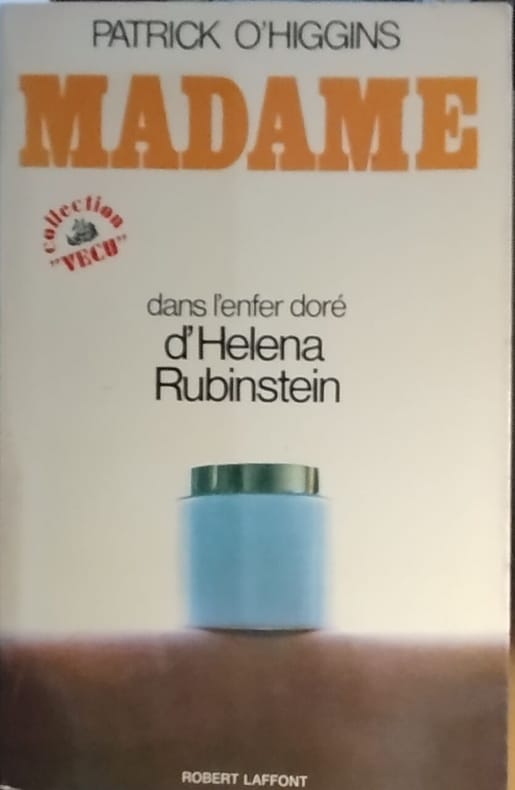 PATRICK O'HIGGINS
MADAME
collection
"VECU"
dans l'enfer doré
d'Helena
Rubinstein
ROBERT LAFFONT